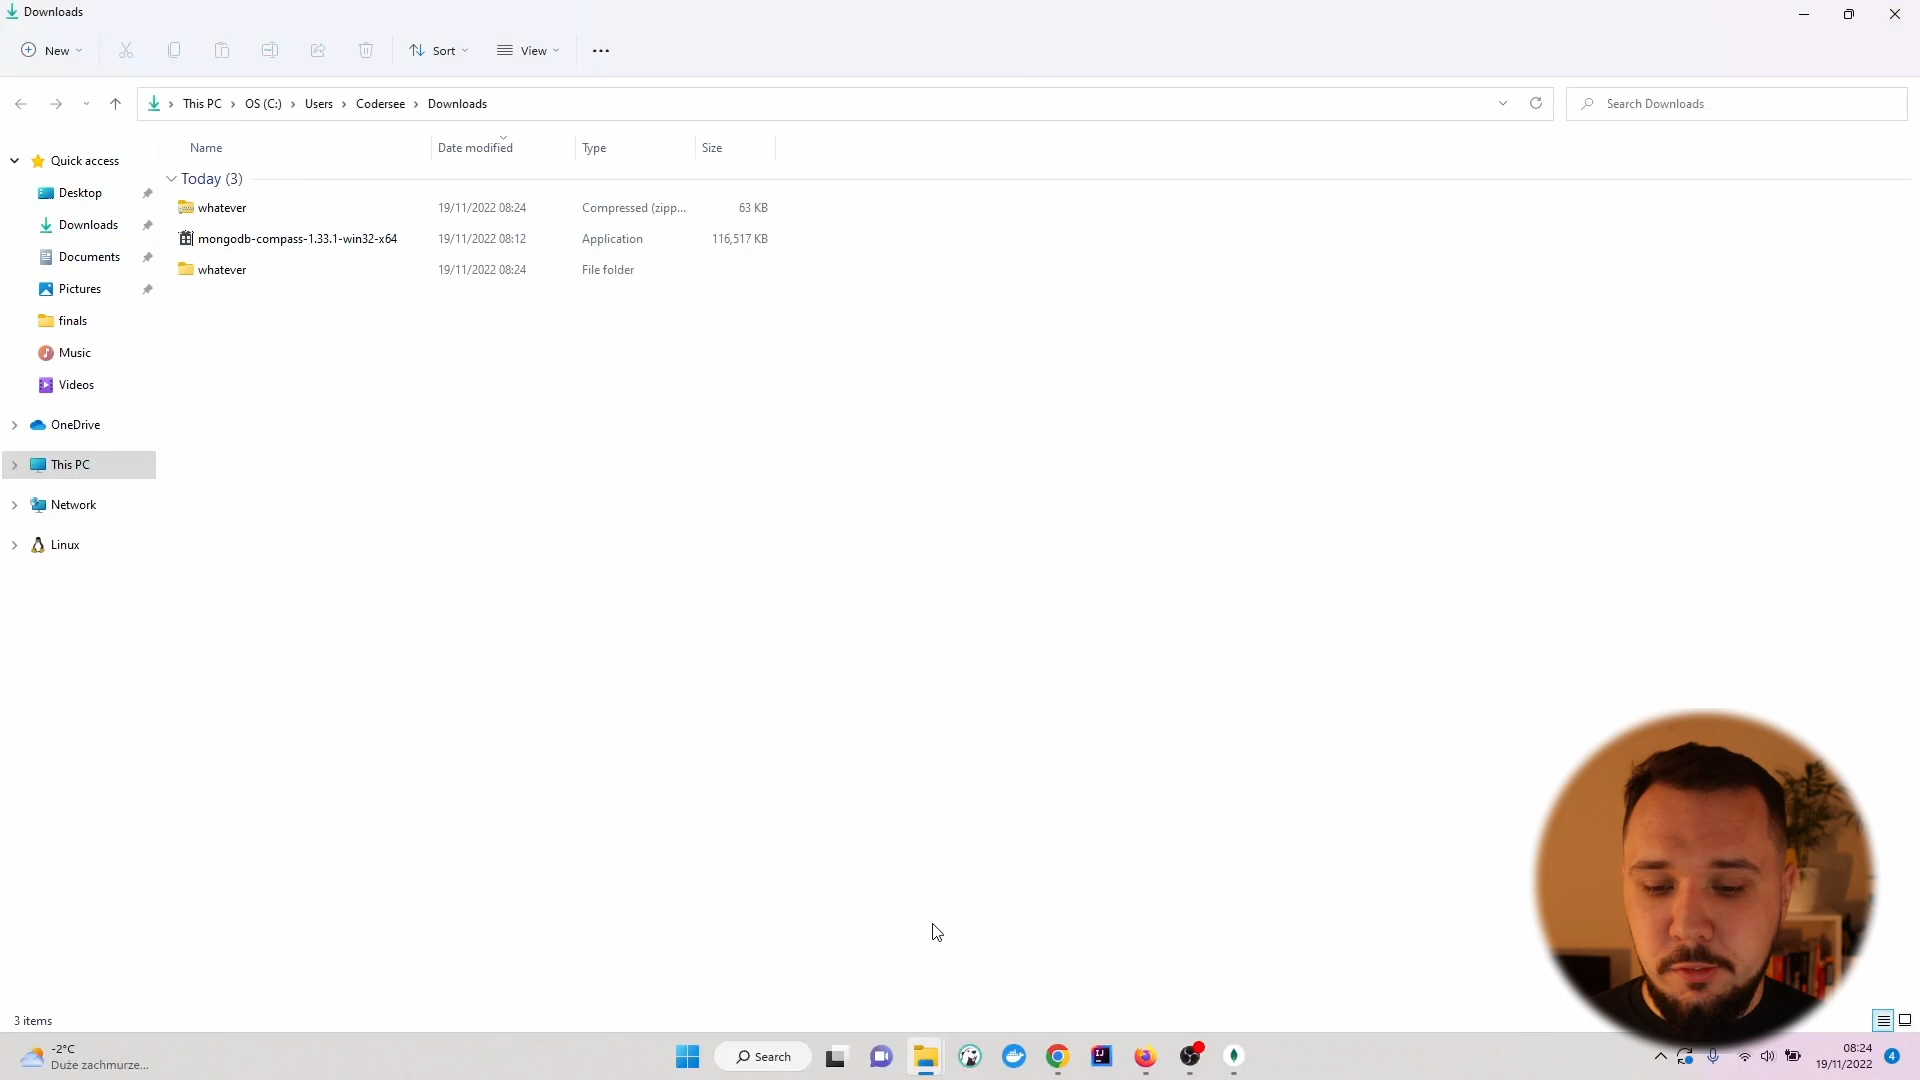 Downloads
New
Sort
View
This PC
OS (C:)
Users
Codersee
Downloads
Search Downloads
Name
Date modified
Type
Size
Quick access
Today (3)
Desktop
whatever
19/11/2022 08:24
Compressed (zipp...
63 KB
Downloads
mongodb-compass-1.33.1-win32-x64
19/11/2022 08:12
Application
116,517 KB
Documents
whatever
19/11/2022 08:24
File folder
Pictures
finals
Music
Videos
OneDrive
This PC
Network
Linux
3 items
-2°C
Duże zachmurze...
Search
IJ
08:24
19/11/2022
4